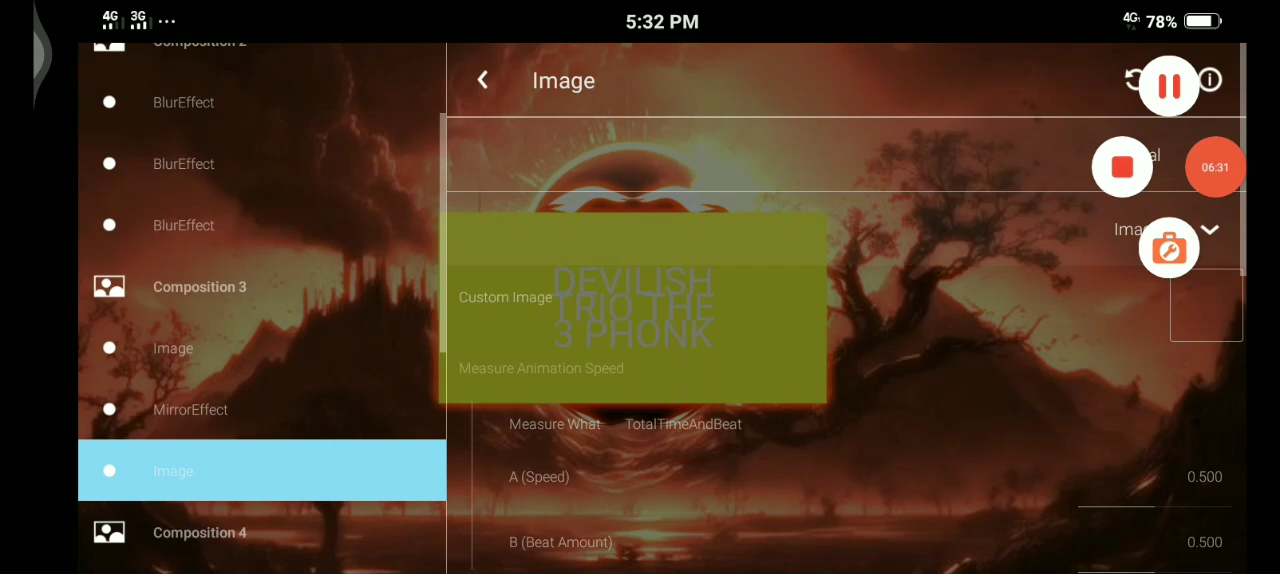 4G 3G ...
5:32 PM
4G 78%
Composition 2
BlurEffect
BlurEffect
BlurEffect
Composition 3
Image
MirrorEffect
Image
Composition 4
Image
06:31
Custom Image
DEVILISH
TRIO THE
3 PHONK
Measure Animation Speed
Measure What TotalTimeAndBeat
A (Speed) 0.500
B (Beat Amount) 0.500